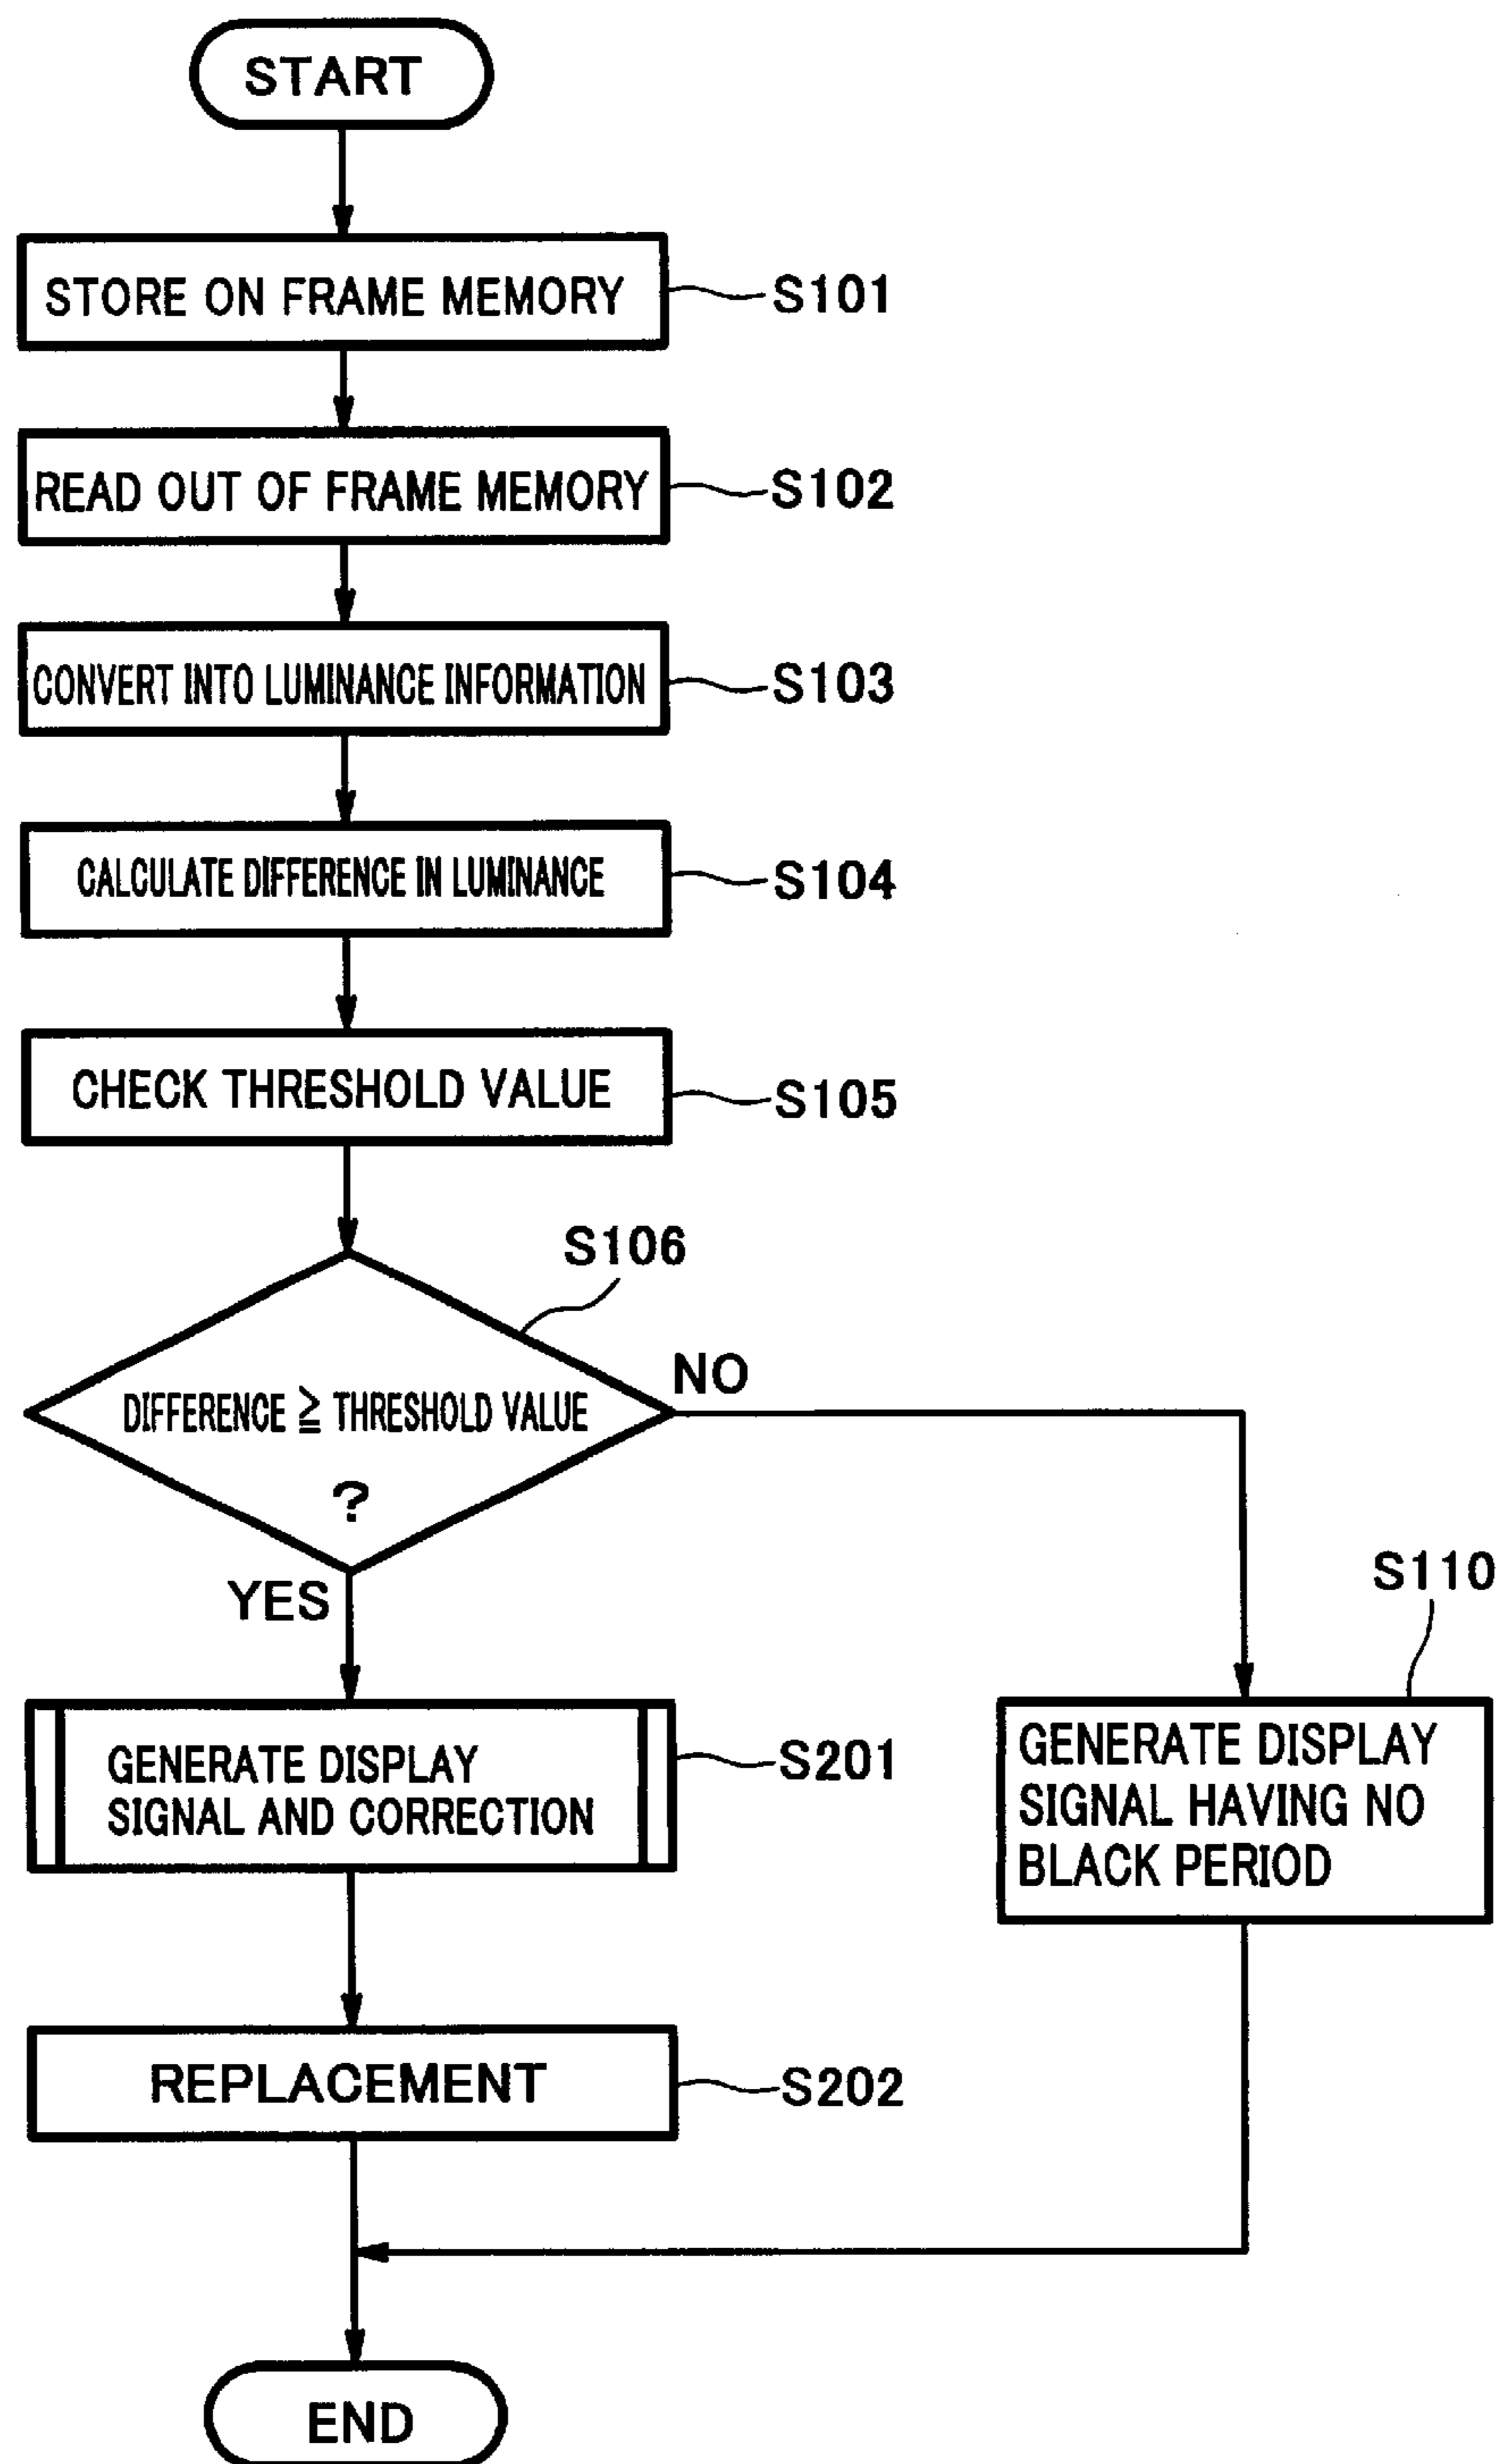 START
STORE ON FRAME MEMORY
S101
READ OUT OF FRAME MEMORY
S102
CONVERT INTO LUMINANCE INFORMATION
S103
CALCULATE DIFFERENCE IN LUMINANCE
S104
CHECK THRESHOLD VALUE
S105
S106
DIFFERENCE ≧ THRESHOLD VALUE
?
NO
YES
S110
GENERATE DISPLAY
SIGNAL AND CORRECTION
S201
GENERATE DISPLAY
SIGNAL HAVING NO
BLACK PERIOD
REPLACEMENT
S202
END